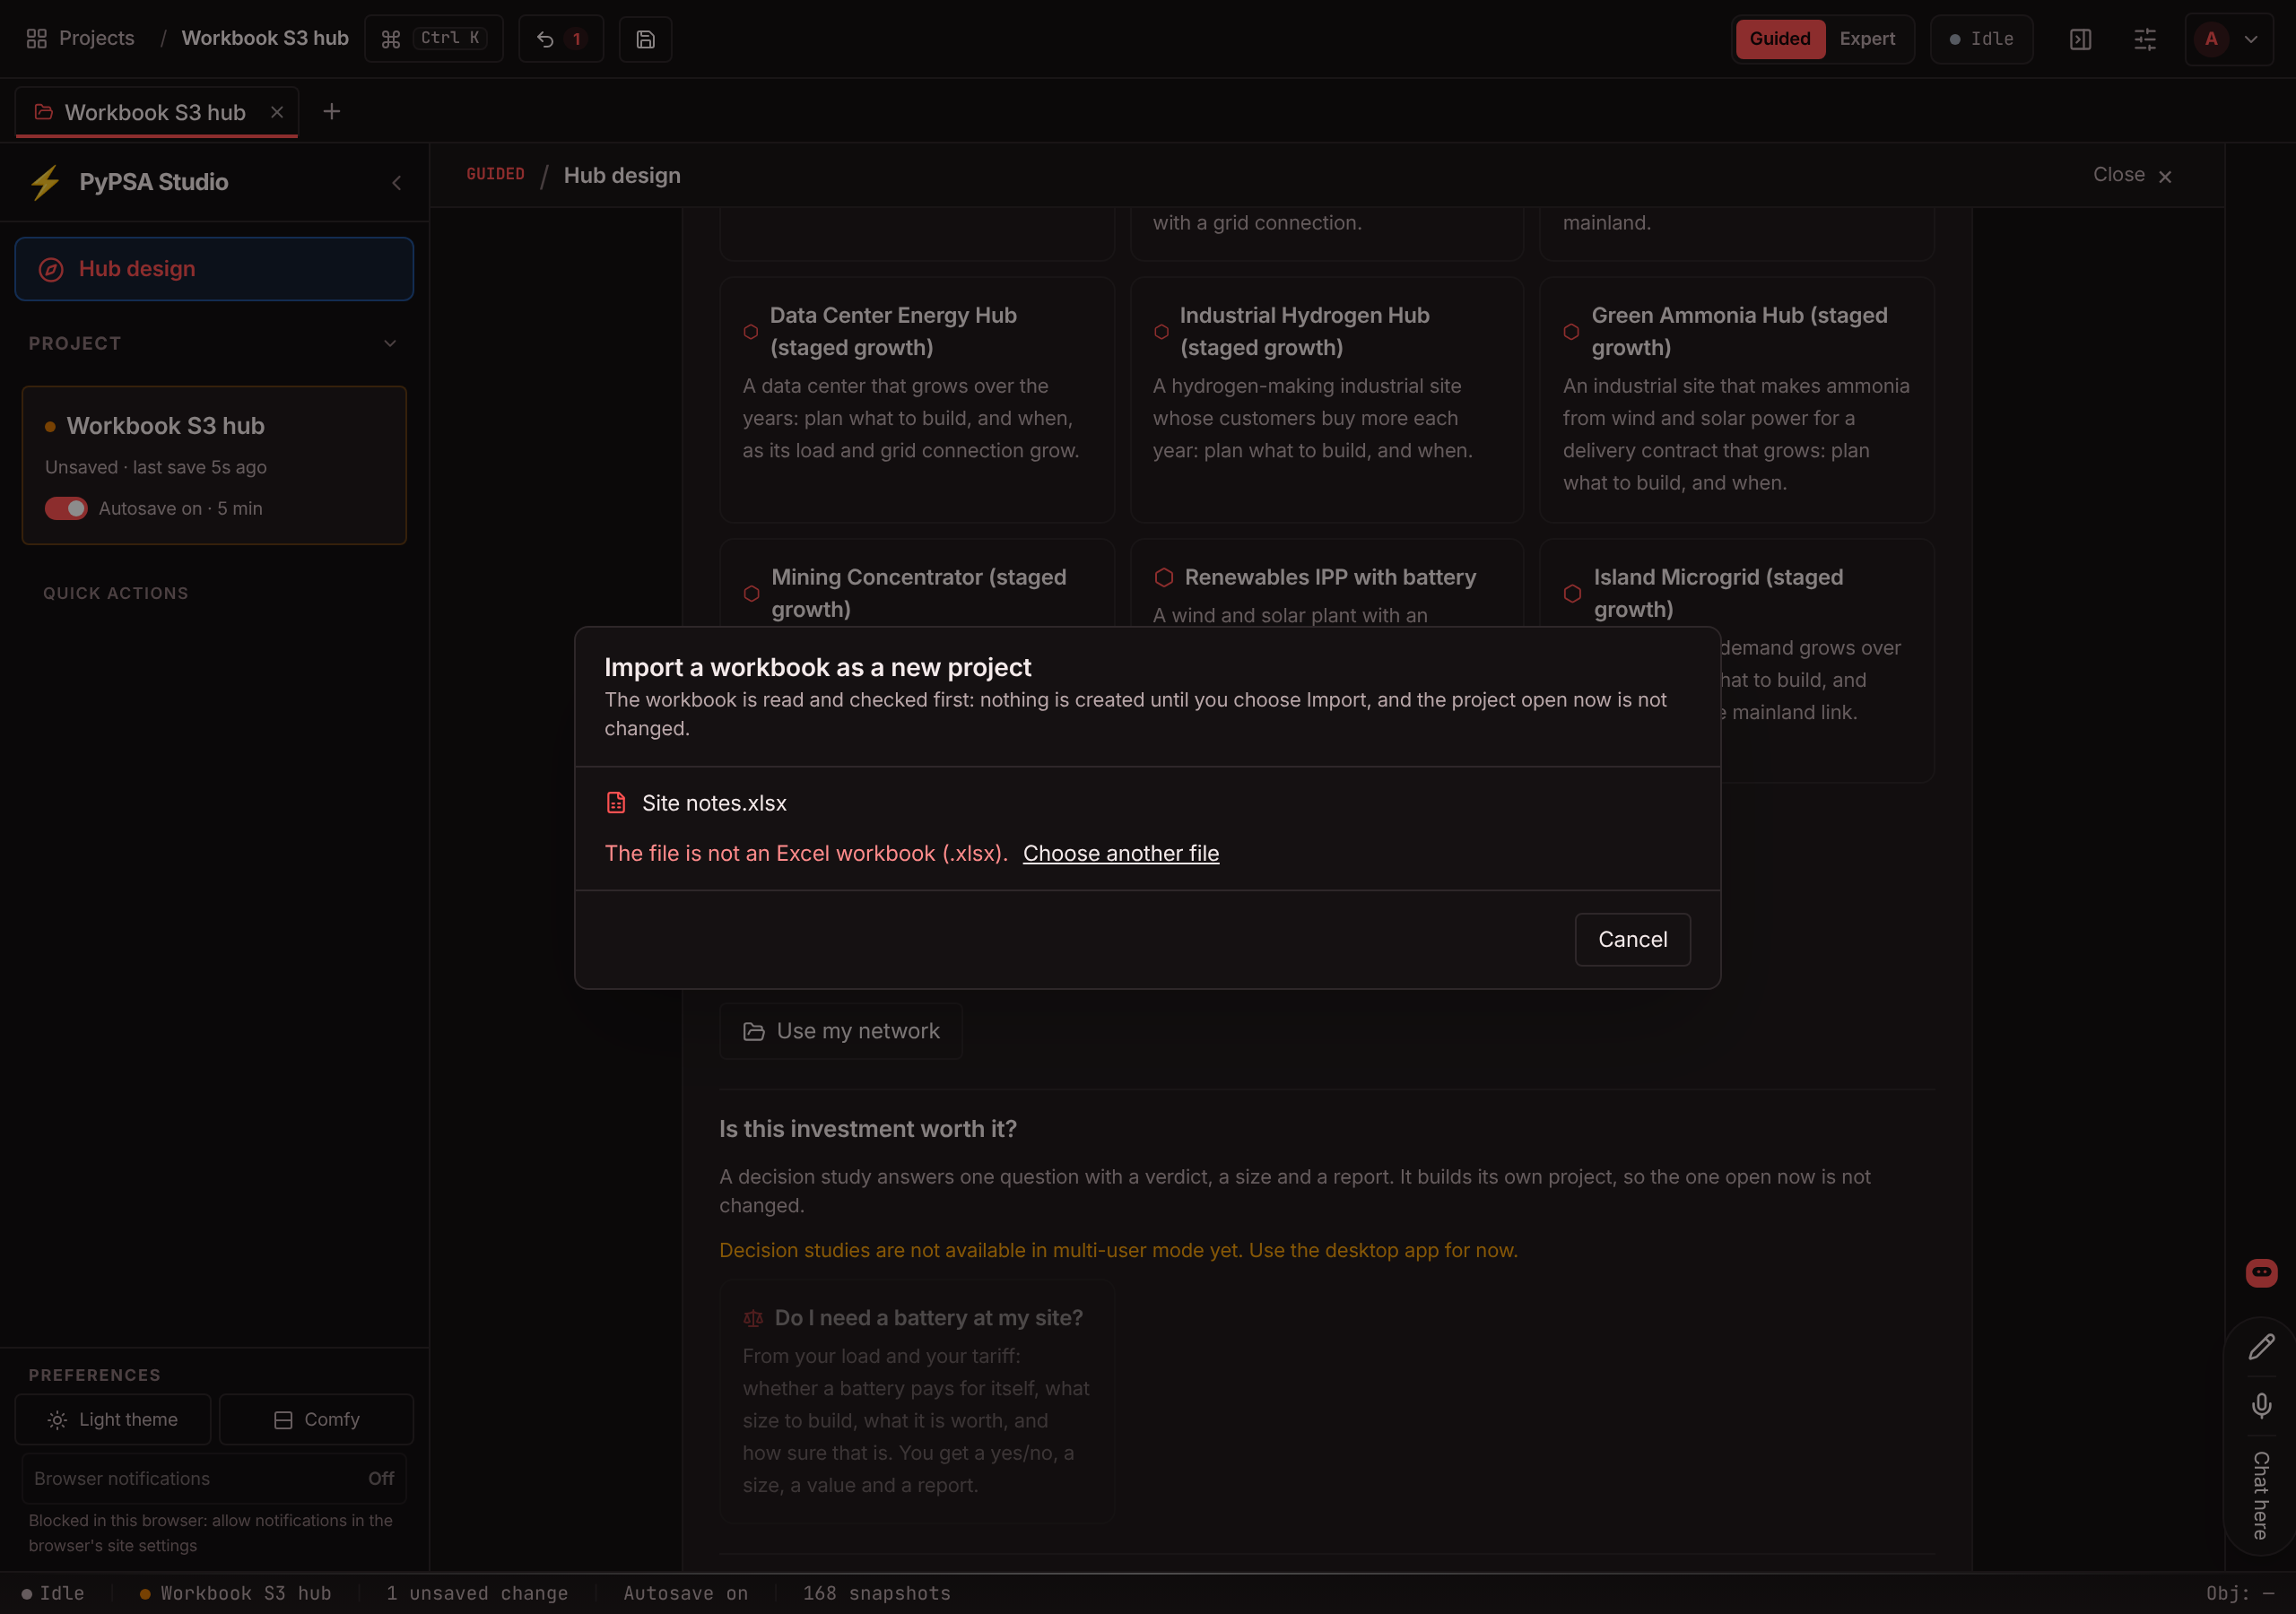 Projects / Workbook S3 hub Ctrl K 1 Guided Expert Idle A
Workbook S3 hub
PyPSA Studio
GUIDED / Hub design Close
Hub design
PROJECT
Workbook S3 hub
Unsaved · last save 5s ago
Autosave on · 5 min
QUICK ACTIONS
with a grid connection.
mainland.
Data Center Energy Hub
(staged growth)
A data center that grows over the
years: plan what to build, and when,
as its load and grid connection grow.
Industrial Hydrogen Hub
(staged growth)
A hydrogen-making industrial site
whose customers buy more each
year: plan what to build, and when.
Green Ammonia Hub (staged
growth)
An industrial site that makes ammonia
from wind and solar power for a
delivery contract that grows: plan
what to build, and when.
Mining Concentrator (staged
growth)
Renewables IPP with battery
A wind and solar plant with an
Island Microgrid (staged
growth)
demand grows over
to build, and
mainland link.
Import a workbook as a new project
The workbook is read and checked first: nothing is created until you choose Import, and the project open now is not
changed.
Site notes.xlsx
The file is not an Excel workbook (.xlsx). Choose another file
Cancel
Use my network
Is this investment worth it?
A decision study answers one question with a verdict, a size and a report. It builds its own project, so the one open now is not
changed.
Decision studies are not available in multi-user mode yet. Use the desktop app for now.
Do I need a battery at my site?
From your load and your tariff:
whether a battery pays for itself, what
size to build, what it is worth, and
how sure that is. You get a yes/no, a
size, a value and a report.
PREFERENCES
Light theme
Comfy
Browser notifications Off
Blocked in this browser: allow notifications in the
browser's site settings
Chat here
Idle Workbook S3 hub 1 unsaved change Autosave on 168 snapshots Obj: —